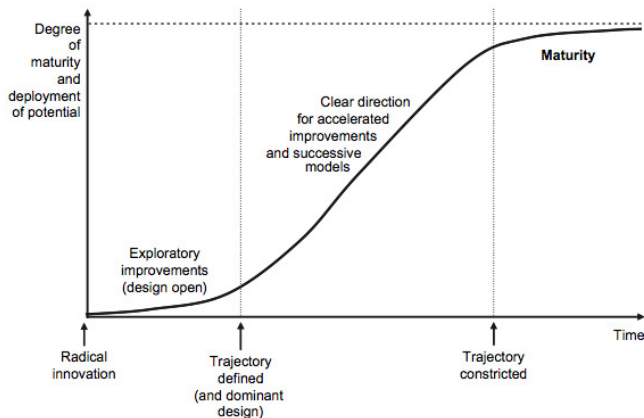 Degree
of
maturity
and
deployment
of potential
Maturity
Clear direction
for accelerated
improvements
and successive
models
Exploratory
improvements
(design open)
Time
Radical
innovation
Trajectory
defined
(and dominant
design)
Trajectory
constricted